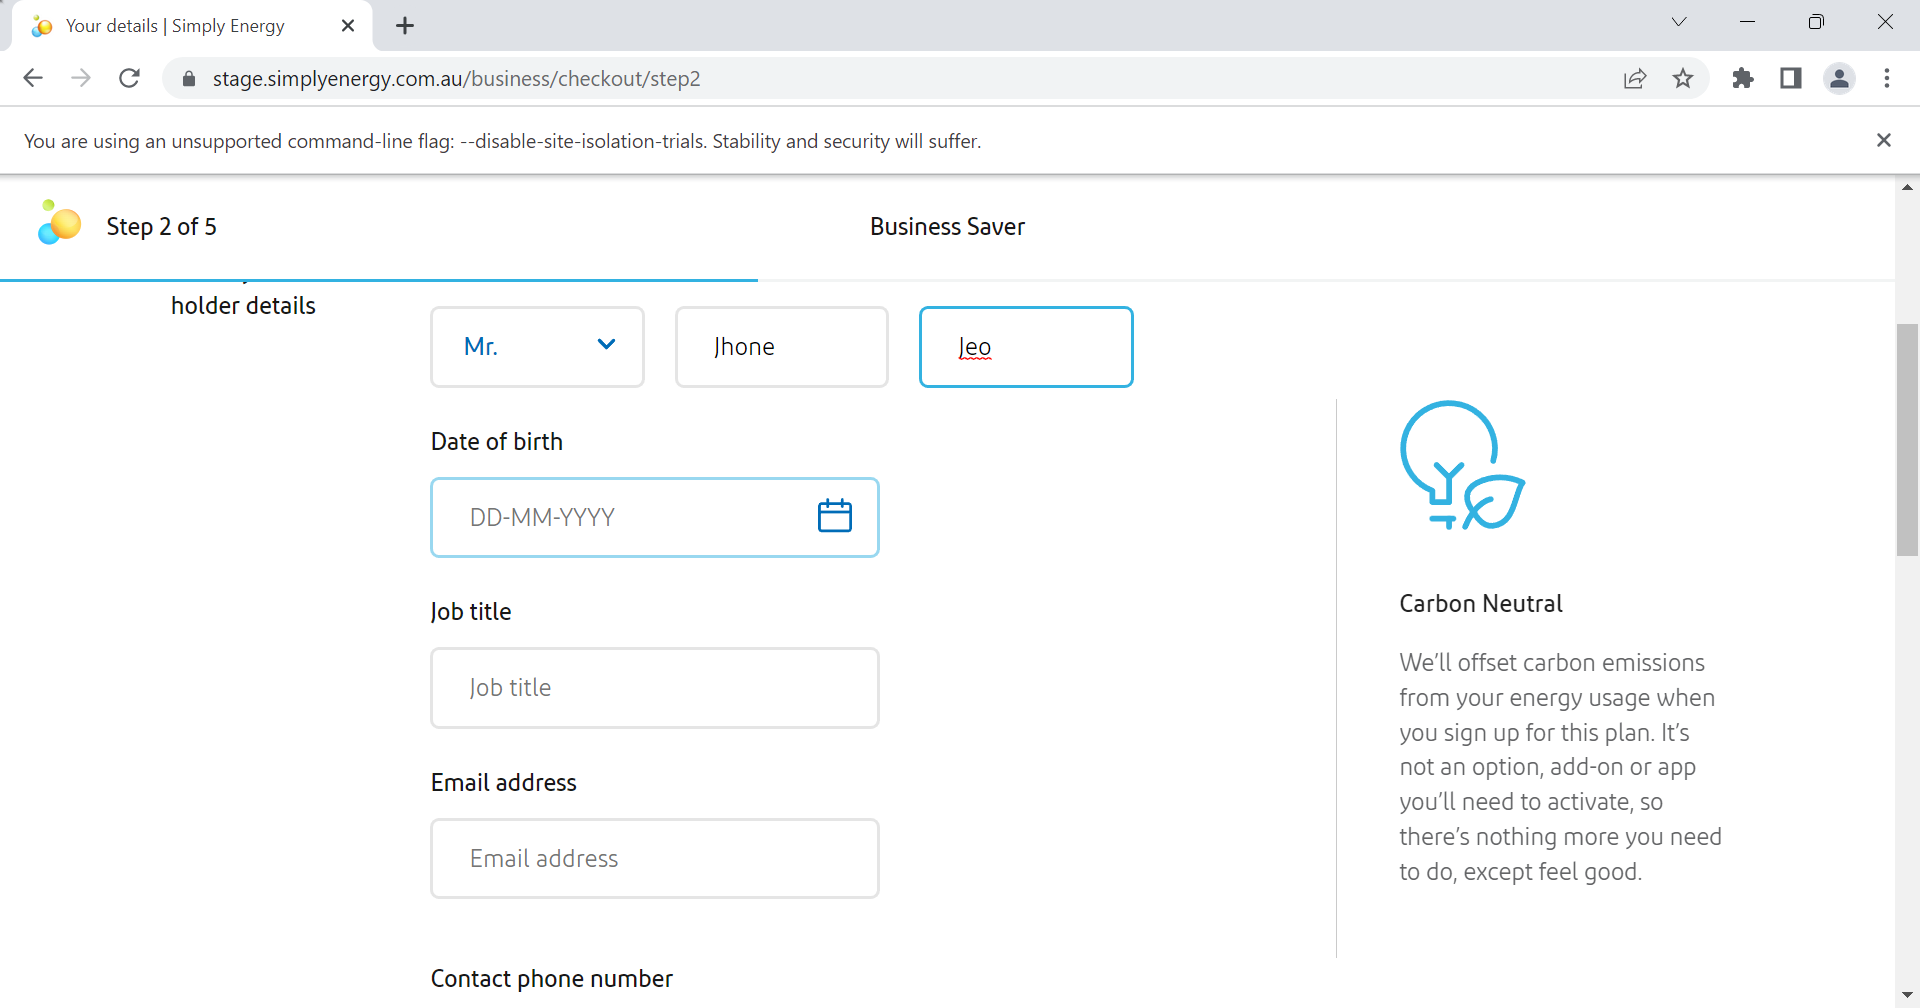 Your details | Simply Energy
stage.simplyenergy.com.au/business/checkout/step2
You are using an unsupported command-line flag: --disable-site-isolation-trials. Stability and security will suffer.
Step 2 of 5
Business Saver
holder details
Mr.
Jhone
Jeo
Date of birth
DD-MM-YYYY
Job title
Job title
Email address
Email address
Contact phone number
Carbon Neutral
We'll offset carbon emissions
from your energy usage when
you sign up for this plan. It's
not an option, add-on or app
you'll need to activate, so
there's nothing more you need
to do, except feel good.